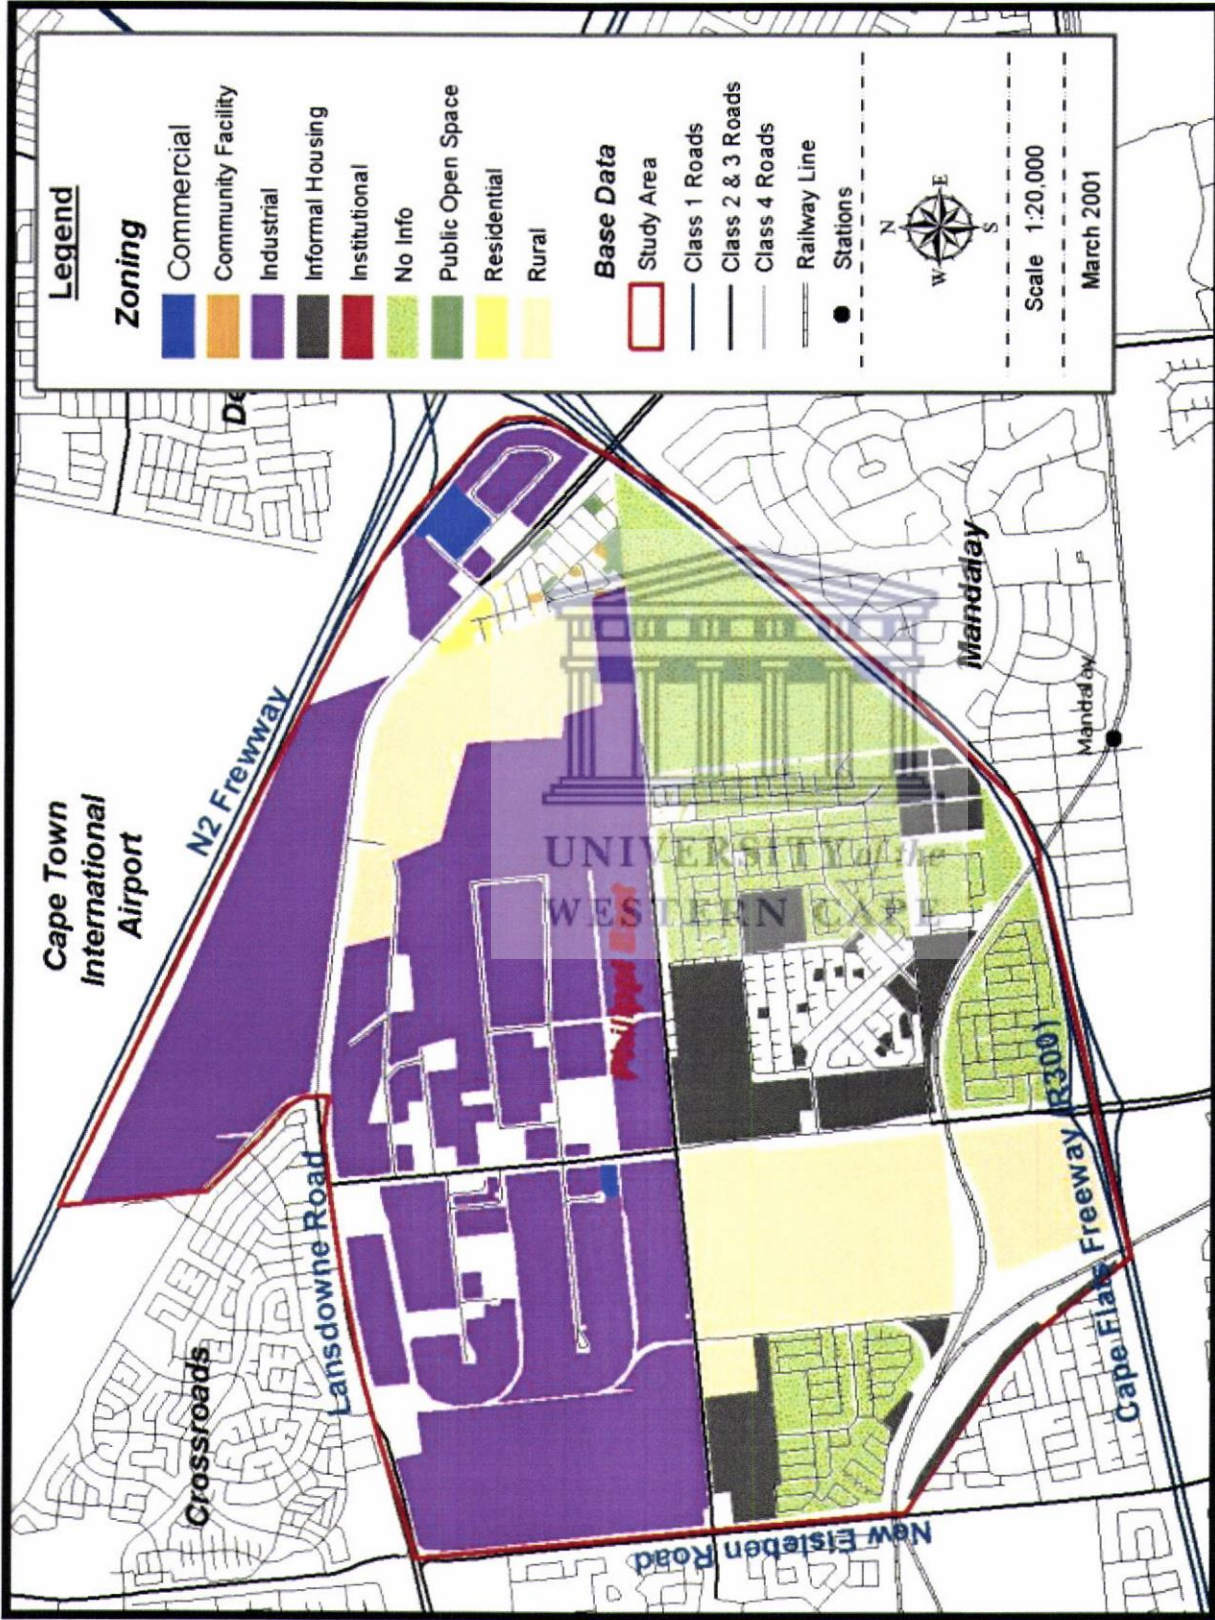 Legend
Zoning
Commercial
Community Facility
Industrial
Informal Housing
Institutional
No Info
Public Open Space
Residential
Rural
Base Data
Study Area
Class 1 Roads
Class 2 & 3 Roads
Class 4 Roads
Railway Line
Stations
N
W
E
S
Scale 1:20,000
March 2001
Cape Town
International
Airport
N2 Frewway
De
Crossroads
Lansdowne Road
New Eisleben Road
Cape Flats Freeway (R300)
Mandalay
Mandalay
UNIVERSITY of the
WESTERN CAPE